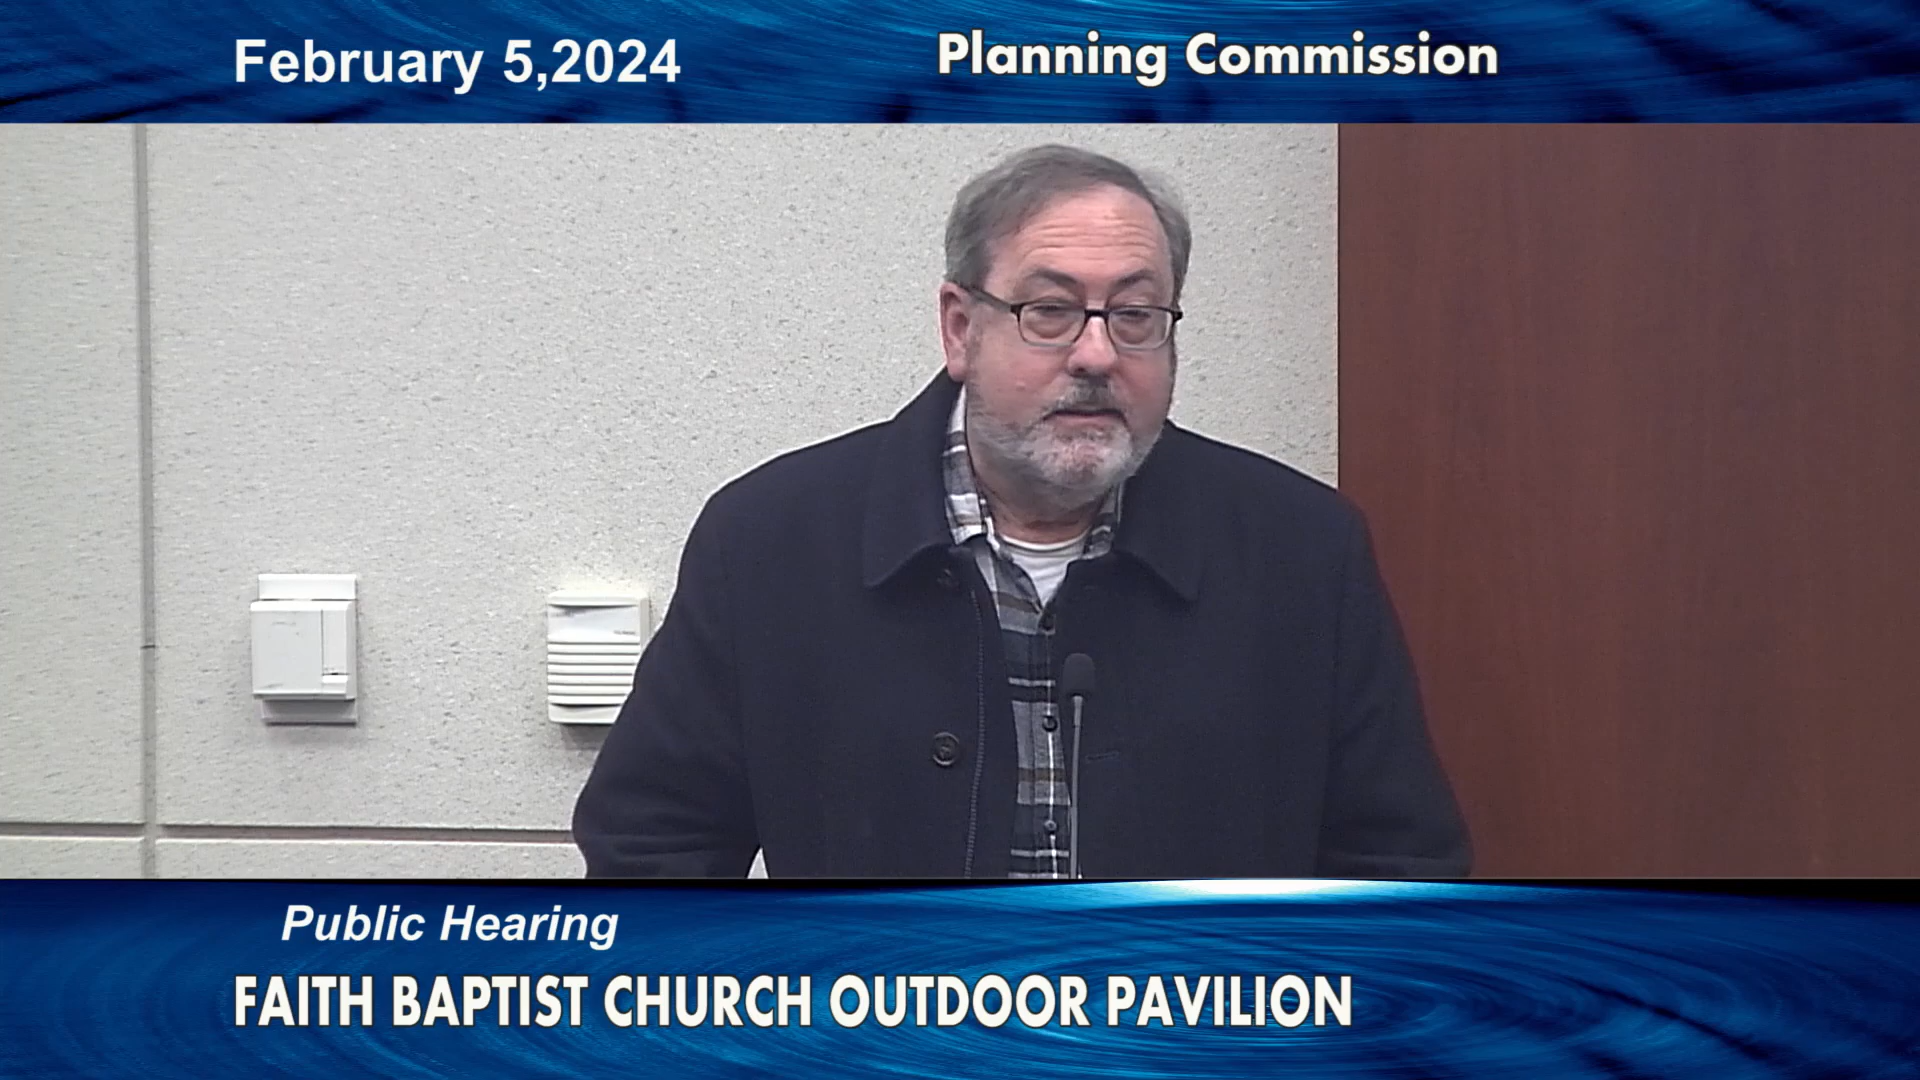 February 5,2024
Planning Commission
Public Hearing
FAITH BAPTIST CHURCH OUTDOOR PAVILION